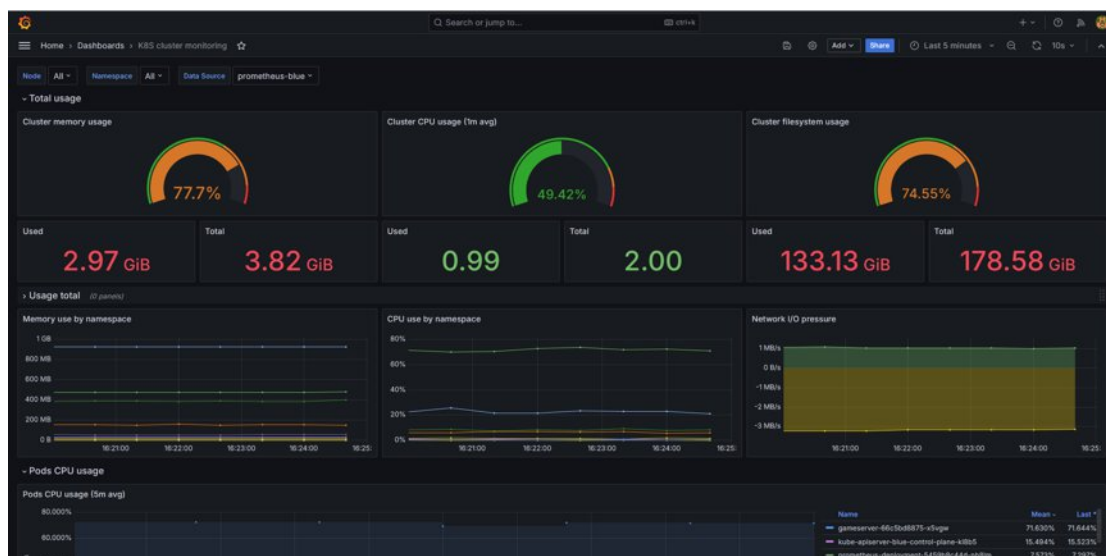 Search or jump to...
ctrl+k
Home › Dashboards › K8S cluster monitoring
Add
Share
Last 5 minutes
10s
Node All
Namespace All
Data Source prometheus-blue
Total usage
Cluster memory usage
77.7%
Cluster CPU usage (1m avg)
49.42%
Cluster filesystem usage
74.55%
Used
2.97 GiB
Total
3.82 GiB
Used
0.99
Total
2.00
Used
133.13 GiB
Total
178.58 GiB
Usage total (0 panels)
Memory use by namespace
1 GB
800 MB
600 MB
400 MB
200 MB
0 B
16:21:00 16:22:00 16:23:00 16:24:00 16:25:
CPU use by namespace
80%
60%
40%
20%
0%
16:21:00 16:22:00 16:23:00 16:24:00 16:25:
Network I/O pressure
1 MB/s
0 B/s
-1 MB/s
-2 MB/s
-3 MB/s
16:21:00 16:22:00 16:23:00 16:24:00 16:25:
Pods CPU usage
Pods CPU usage (5m avg)
80.000%
60.000%
Name Mean Last *
gameserver-66c5bd8875-x5vgw 71.630% 71.644%
kube-apiserver-blue-control-plane-kl8b5 15.494% 15.523%